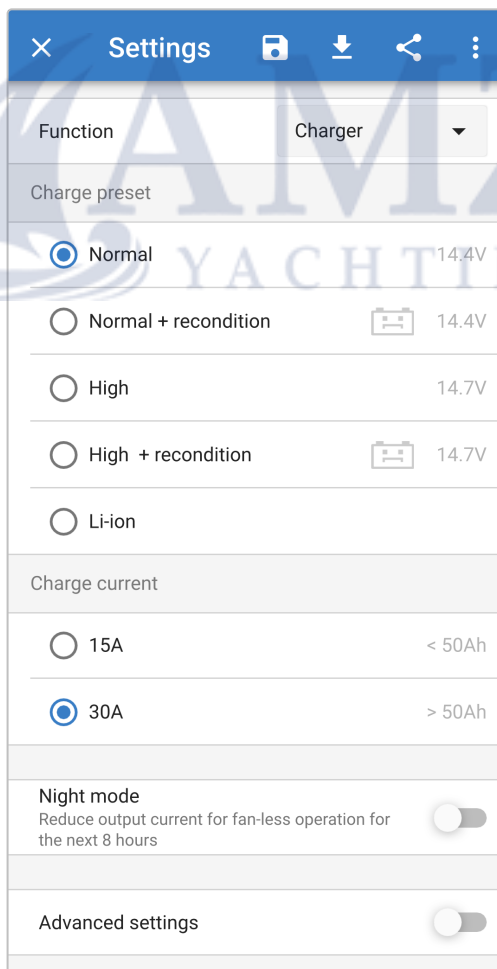 Settings
Function Charger
Charge preset
Normal 14.4V
Normal + recondition 14.4V
High 14.7V
High + recondition 14.7V
Li-ion
Charge current
15A < 50Ah
30A > 50Ah
Night mode
Reduce output current for fan-less operation for
the next 8 hours
Advanced settings